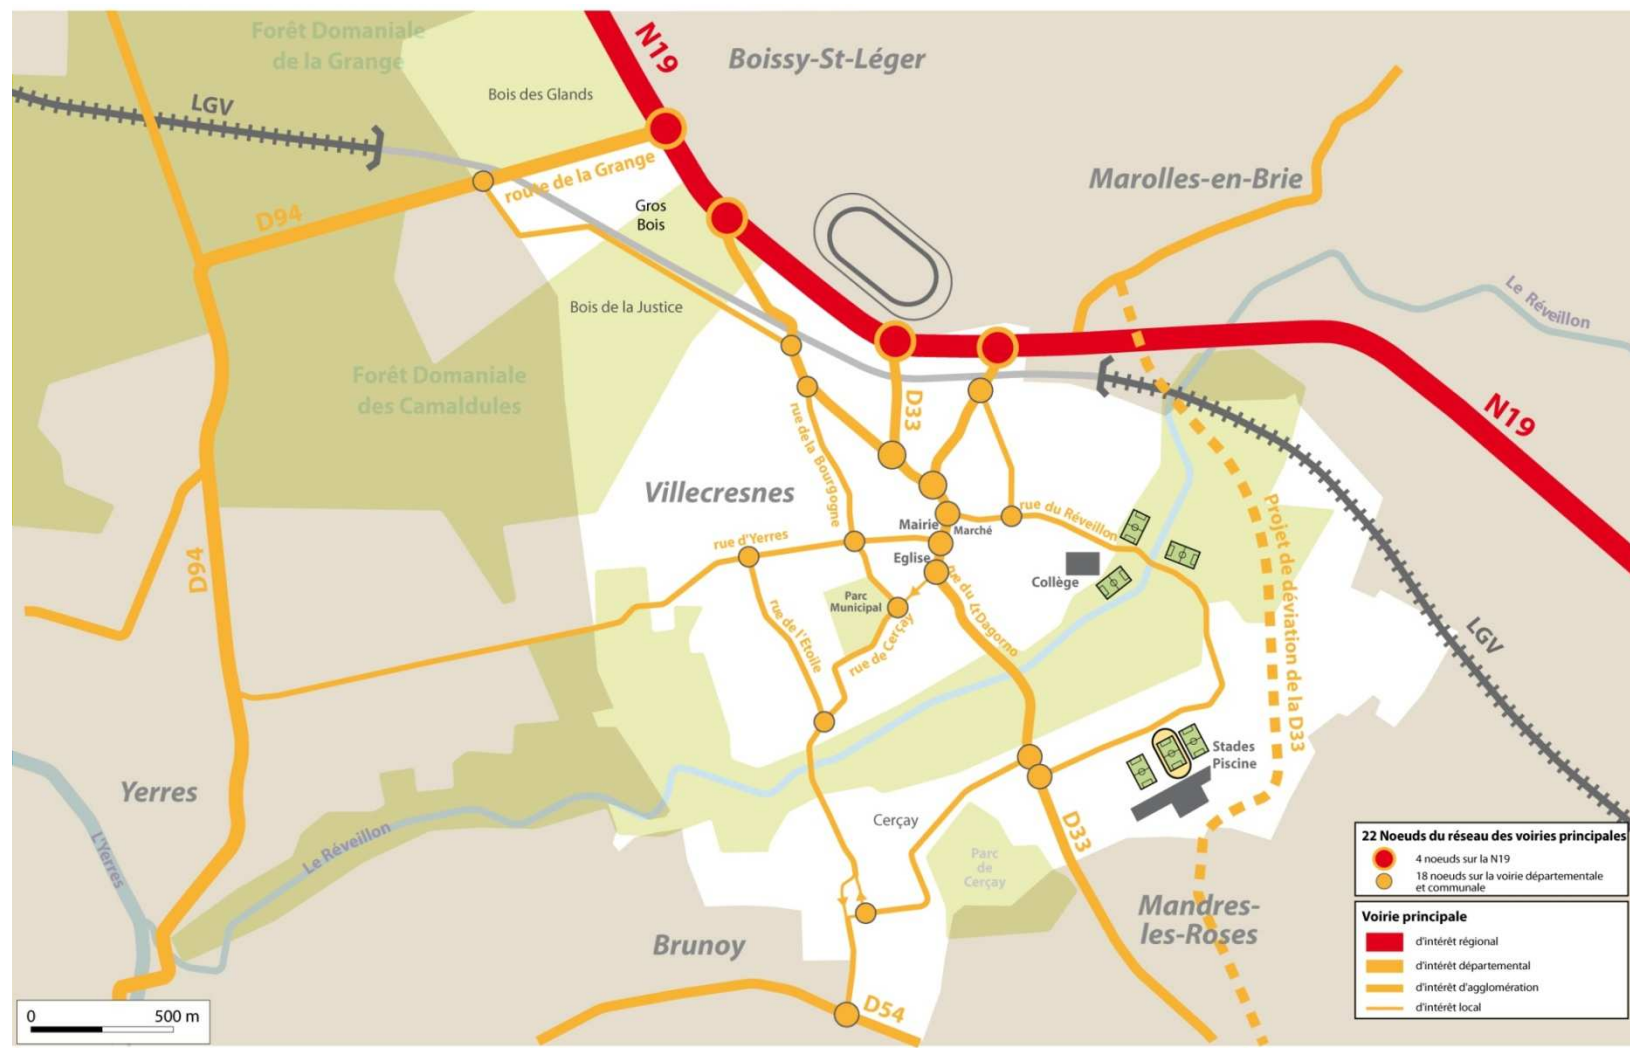 Forêt Domaniale
de la Grange
N19
Boissy-St-Léger
Bois des Glands
LGV
route de la Grange
Marolles-en-Brie
D94
Gros
Bois
Bois de la Justice
Le Réveillon
Forêt Domaniale
des Camaldules
D33
N19
rue de la Bourgogne
Villecresnes
Mairie
Marché
rue du Réveillon
rue d'Yerres
Eglise
Collège
Projet de déviation de la D33
D94
Parc
Municipal
rue de l'Etoile
rue de Cerçay
rue du Lt Dagorno
LGV
Stades
Piscine
Yerres
Cerçay
D33
L'Yerres
Le Réveillon
Parc
de
Cerçay
Mandres-
les-Roses
Brunoy
D54
0 500 m
22 Noeuds du réseau des voiries principales
4 noeuds sur la N19
18 noeuds sur la voirie départementale
et communale
Voirie principale
d'intérêt régional
d'intérêt départemental
d'intérêt d'agglomération
d'intérêt local